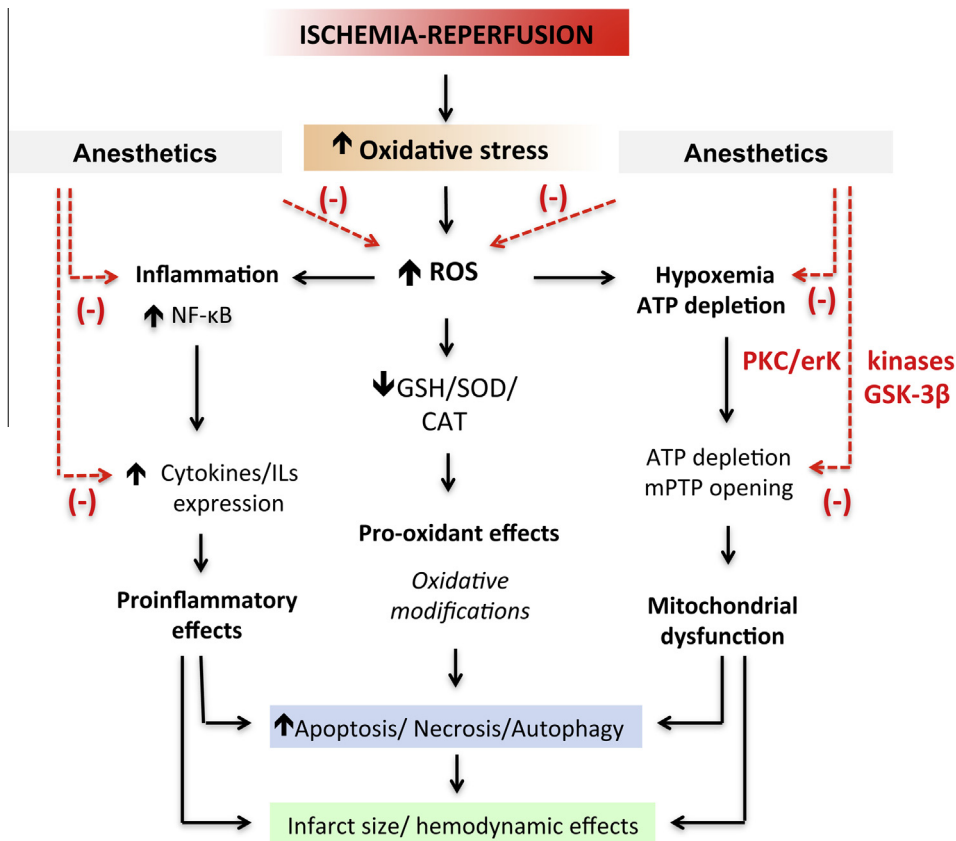 ISCHEMIA-REPERFUSION
Anesthetics
Oxidative stress
Anesthetics
(-)
(-)
Inflammation
NF-κB
(-)
ROS
Hypoxemia
ATP depletion
(-)
PKC/erK kinases
GSK-3β
GSH/SOD/
CAT
Cytokines/ILs
expression
(-)
ATP depletion
mPTP opening
(-)
Pro-oxidant effects
Oxidative
modifications
Proinflammatory
effects
Mitochondrial
dysfunction
Apoptosis/ Necrosis/Autophagy
Infarct size/ hemodynamic effects